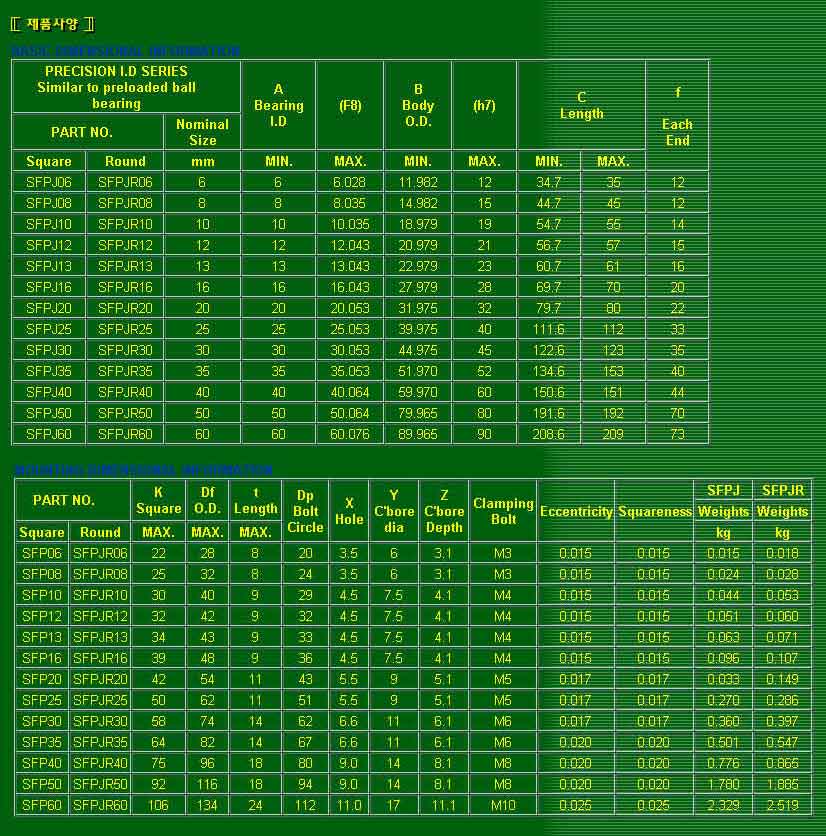 [[ 제품사양 ]]
BASIC DIMENSIONAL INFORMATION
PRECISION I.D SERIES
Similar to preloaded ball
bearing
A
Bearing
I.D
(F8)
B
Body
O.D.
(h7)
C
Length
f
Each
End
PART NO.
Nominal
Size
Square Round mm MIN. MAX. MIN. MAX. MIN. MAX.
SFPJ06 SFPJR06 6 6 6.028 11.982 12 34.7 35 12
SFPJ08 SFPJR08 8 8 8.035 14.982 15 44.7 45 12
SFPJ10 SFPJR10 10 10 10.035 18.979 19 54.7 55 14
SFPJ12 SFPJR12 12 12 12.043 20.979 21 56.7 57 15
SFPJ13 SFPJR13 13 13 13.043 22.979 23 60.7 61 16
SFPJ16 SFPJR16 16 16 16.043 27.979 28 69.7 70 20
SFPJ20 SFPJR20 20 20 20.053 31.975 32 79.7 80 22
SFPJ25 SFPJR25 25 25 25.053 39.975 40 111.6 112 33
SFPJ30 SFPJR30 30 30 30.053 44.975 45 122.6 123 35
SFPJ35 SFPJR35 35 35 35.053 51.970 52 134.6 153 40
SFPJ40 SFPJR40 40 40 40.064 59.970 60 150.6 151 44
SFPJ50 SFPJR50 50 50 50.064 79.965 80 191.6 192 70
SFPJ60 SFPJR60 60 60 60.076 89.965 90 208.6 209 73
MOUNTING DIMENSIONAL INFORMATION
PART NO.
K
Square
Df
O.D.
t
Length
Dp
Bolt
Circle
X
Hole
Y
C'bore
dia
Z
C'bore
Depth
Clamping
Bolt
Eccentricity
Squareness
SFPJ SFPJR
Weights Weights
Square Round MAX. MAX. MAX. kg kg
SFP06 SFPJR06 22 28 8 20 3.5 6 3.1 M3 0.015 0.015 0.015 0.018
SFP08 SFPJR08 25 32 8 24 3.5 6 3.1 M3 0.015 0.015 0.024 0.028
SFP10 SFPJR10 30 40 9 29 4.5 7.5 4.1 M4 0.015 0.015 0.044 0.053
SFP12 SFPJR12 32 42 9 32 4.5 7.5 4.1 M4 0.015 0.015 0.051 0.060
SFP13 SFPJR13 34 43 9 33 4.5 7.5 4.1 M4 0.015 0.015 0.063 0.071
SFP16 SFPJR16 39 48 9 36 4.5 7.5 4.1 M4 0.015 0.015 0.096 0.107
SFP20 SFPJR20 42 54 11 43 5.5 9 5.1 M5 0.017 0.017 0.033 0.149
SFP25 SFPJR25 50 62 11 51 5.5 9 5.1 M5 0.017 0.017 0.270 0.286
SFP30 SFPJR30 58 74 14 62 6.6 11 6.1 M6 0.017 0.017 0.360 0.397
SFP35 SFPJR35 64 82 14 67 6.6 11 6.1 M6 0.020 0.020 0.501 0.547
SFP40 SFPJR40 75 96 18 80 9.0 14 8.1 M8 0.020 0.020 0.776 0.865
SFP50 SFPJR50 92 116 18 94 9.0 14 8.1 M8 0.020 0.020 1.780 1.885
SFP60 SFPJR60 106 134 24 112 11.0 17 11.1 M10 0.025 0.025 2.329 2.519